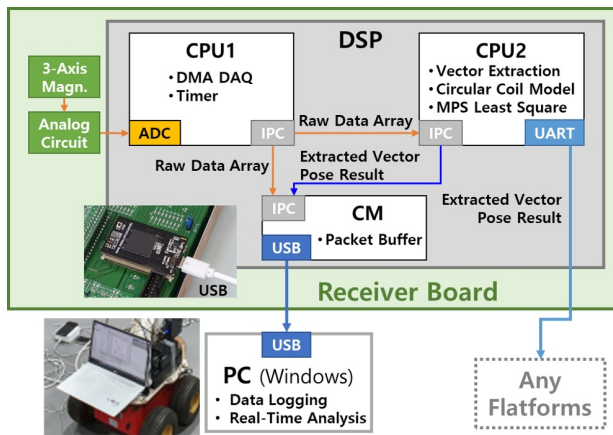 DSP
CPU1
• DMA DAQ
• Timer
ADC
IPC
CPU2
• Vector Extraction
• Circular Coil Model
• MPS Least Square
IPC
UART
3-Axis
Magn.
Analog
Circuit
Raw Data Array
Raw Data Array
Extracted Vector
Pose Result
Extracted Vector
Pose Result
IPC
CM
• Packet Buffer
USB
USB
Receiver Board
USB
PC (Windows)
• Data Logging
• Real-Time Analysis
Any
Flatforms